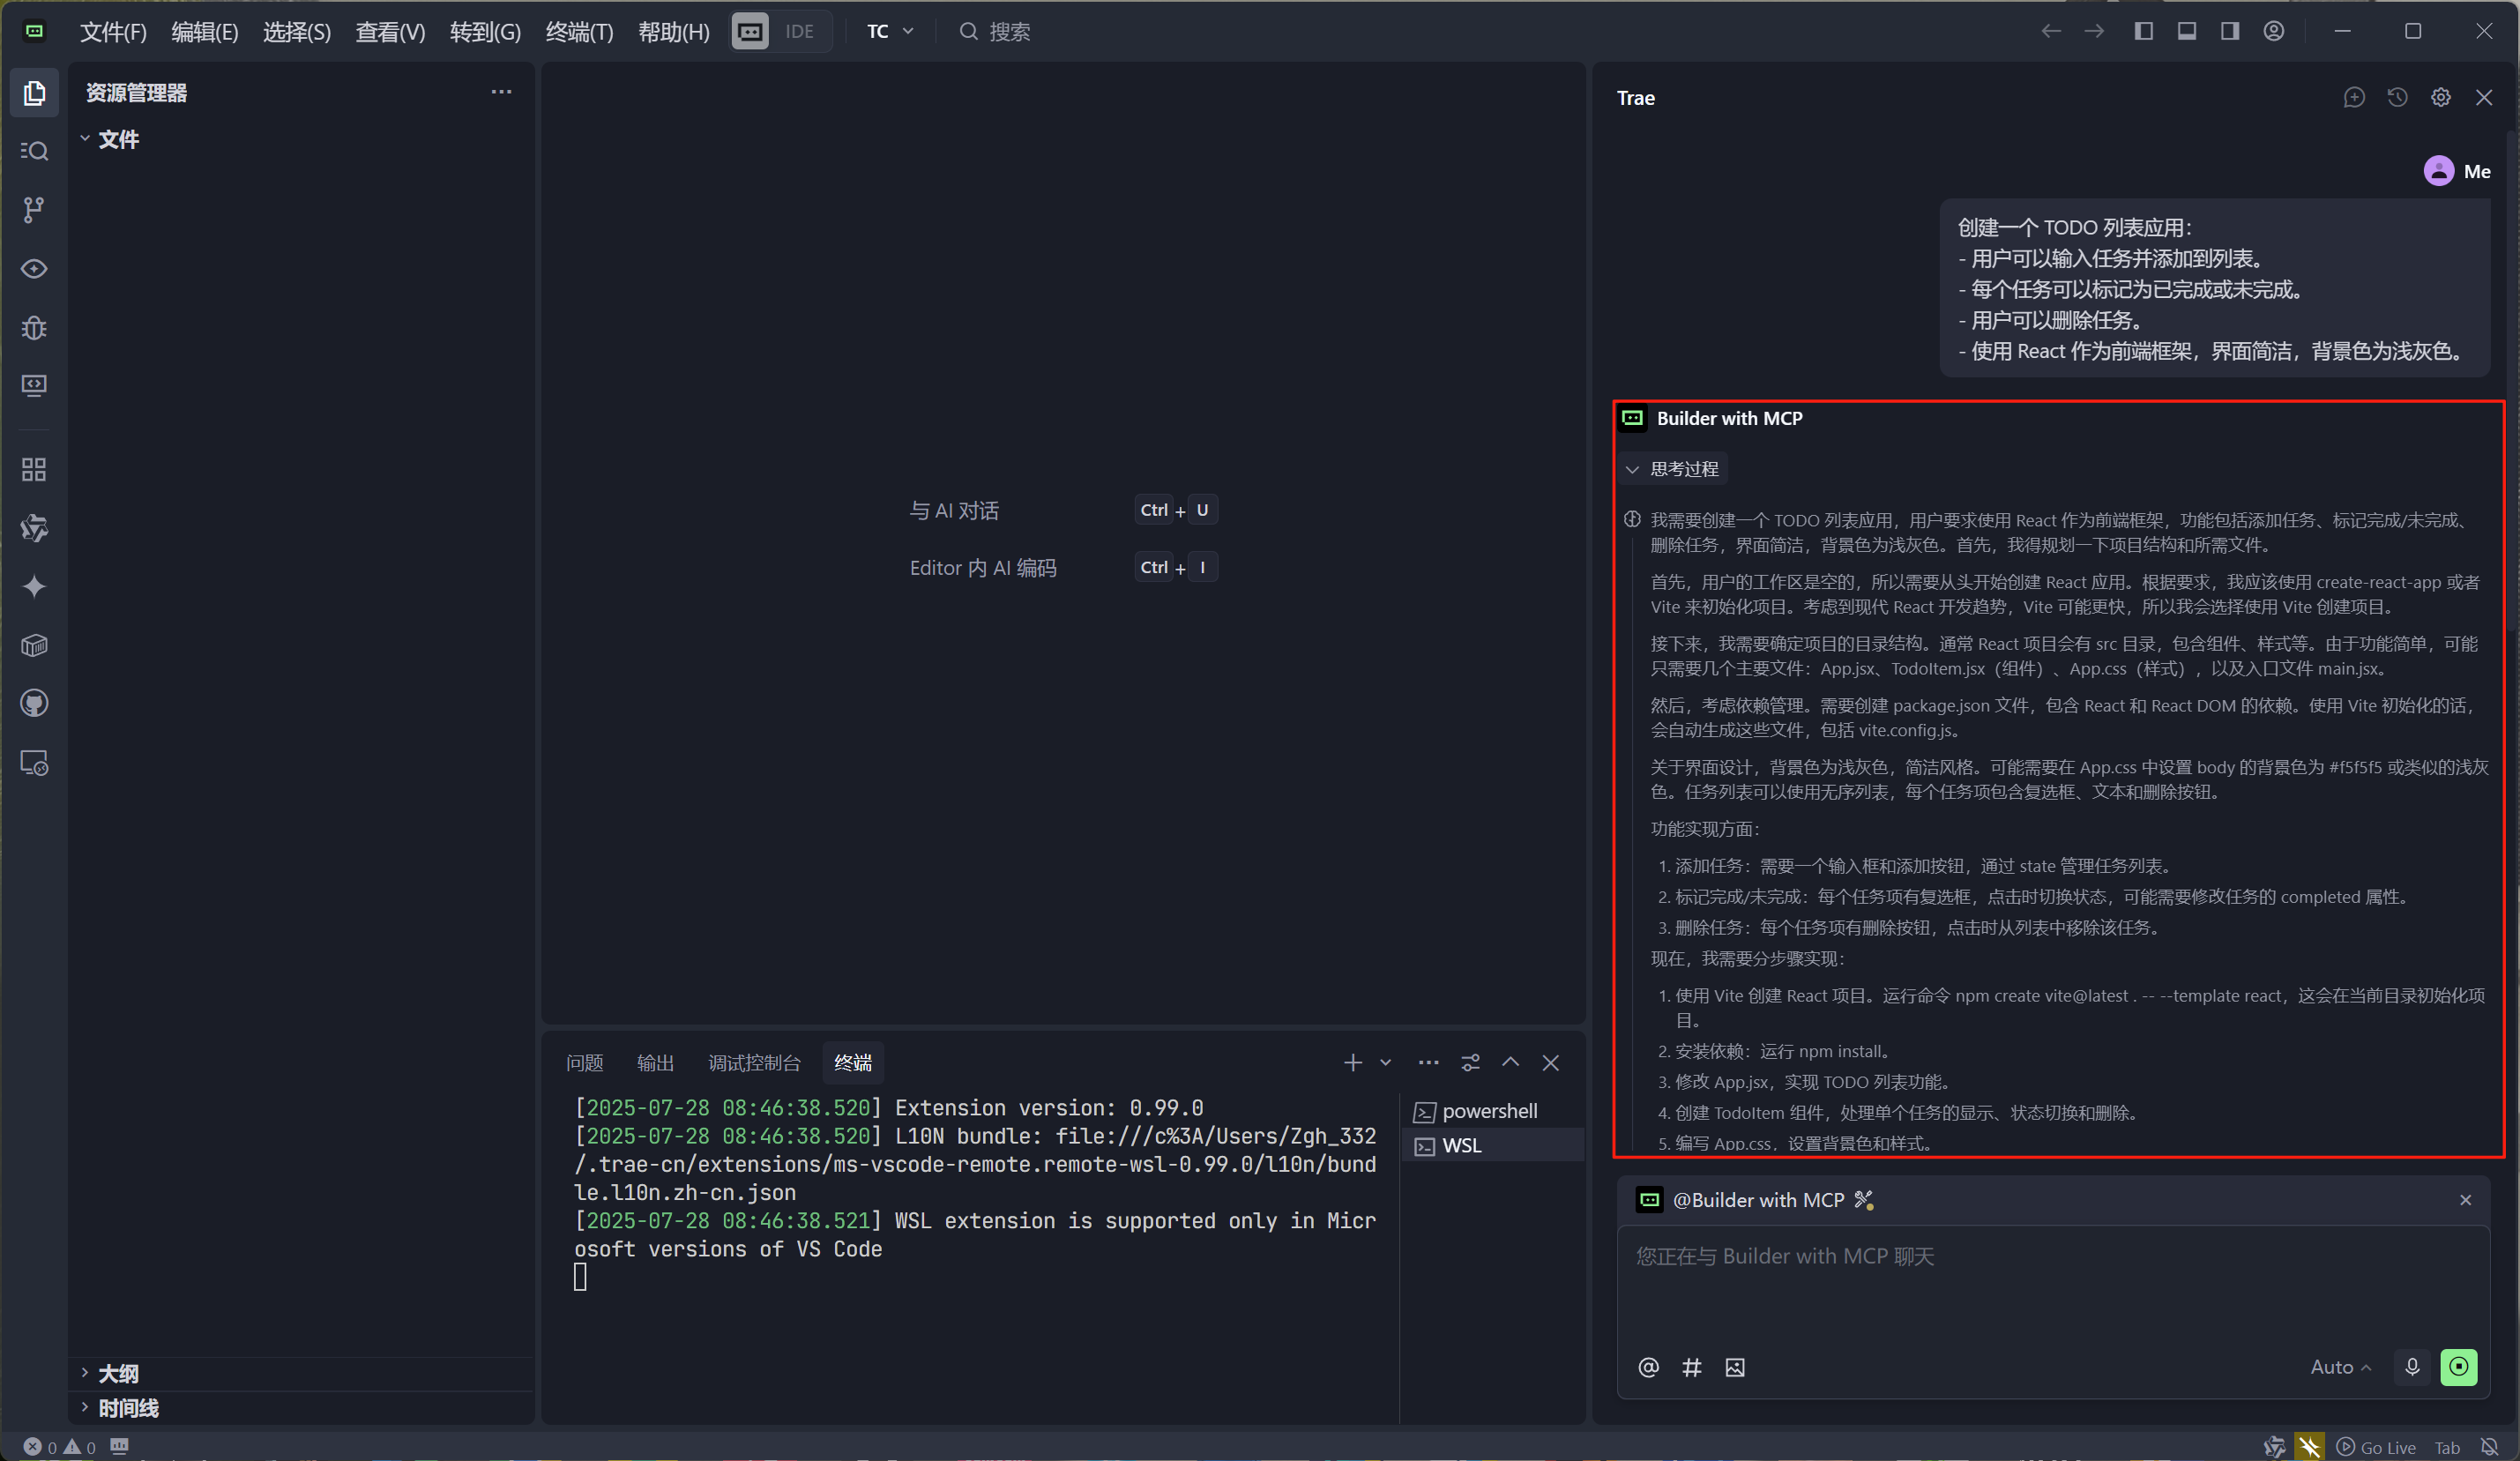 文件(F) 编辑(E) 选择(S) 查看(V) 转到(G) 终端(T) 帮助(H) IDE TC 搜索
资源管理器
文件
大纲
时间线
与 AI 对话 Ctrl + U
Editor 内 AI 编码 Ctrl + I
问题 输出 调试控制台 终端
[2025-07-28 08:46:38.520] Extension version: 0.99.0
[2025-07-28 08:46:38.520] L10N bundle: file:///c%3A/Users/Zgh_332
/.trae-cn/extensions/ms-vscode-remote.remote-wsl-0.99.0/l10n/bund
le.l10n.zh-cn.json
[2025-07-28 08:46:38.521] WSL extension is supported only in Micr
osoft versions of VS Code
powershell
WSL
Trae
Me
创建一个 TODO 列表应用：
- 用户可以输入任务并添加到列表。
- 每个任务可以标记为已完成或未完成。
- 用户可以删除任务。
- 使用 React 作为前端框架，界面简洁，背景色为浅灰色。
Builder with MCP
思考过程
我需要创建一个 TODO 列表应用，用户要求使用 React 作为前端框架，功能包括添加任务、标记完成/未完成、
删除任务，界面简洁，背景色为浅灰色。首先，我得规划一下项目结构和所需文件。
首先，用户的工作区是空的，所以需要从头开始创建 React 应用。根据要求，我应该使用 create-react-app 或者
Vite 来初始化项目。考虑到现代 React 开发趋势，Vite 可能更快，所以我会选择使用 Vite 创建项目。
接下来，我需要确定项目的目录结构。通常 React 项目会有 src 目录，包含组件、样式等。由于功能简单，可能
只需要几个主要文件：App.jsx、TodoItem.jsx（组件）、App.css（样式），以及入口文件 main.jsx。
然后，考虑依赖管理。需要创建 package.json 文件，包含 React 和 React DOM 的依赖。使用 Vite 初始化的话，
会自动生成这些文件，包括 vite.config.js。
关于界面设计，背景色为浅灰色，简洁风格。可能需要在 App.css 中设置 body 的背景色为 #f5f5f5 或类似的浅灰
色。任务列表可以使用无序列表，每个任务项包含复选框、文本和删除按钮。
功能实现方面：
1. 添加任务：需要一个输入框和添加按钮，通过 state 管理任务列表。
2. 标记完成/未完成：每个任务项有复选框，点击时切换状态，可能需要修改任务的 completed 属性。
3. 删除任务：每个任务项有删除按钮，点击时从列表中移除该任务。
现在，我需要分步骤实现：
1. 使用 Vite 创建 React 项目。运行命令 npm create vite@latest . -- --template react，这会在当前目录初始化项
目。
2. 安装依赖：运行 npm install。
3. 修改 App.jsx，实现 TODO 列表功能。
4. 创建 TodoItem 组件，处理单个任务的显示、状态切换和删除。
5. 编写 App.css，设置背景色和样式。
@Builder with MCP
您正在与 Builder with MCP 聊天
Auto
0 0
Go Live Tab